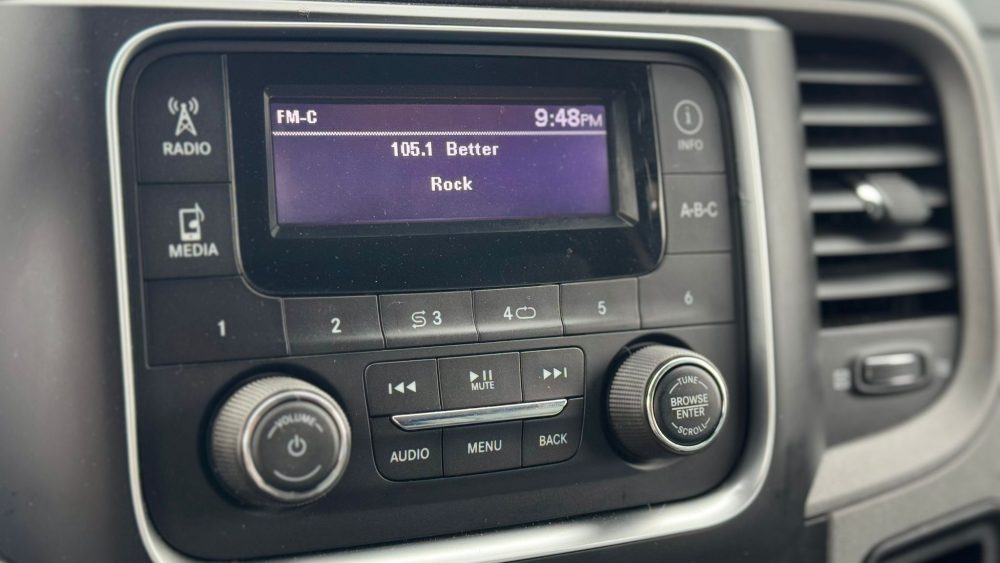 FM-C 9:48PM
105.1 Better
Rock
RADIO
MEDIA
i
INFO
A-B-C
1 2 3 4 5 6
MUTE
AUDIO MENU BACK
VOLUME
TUNE
BROWSE
ENTER
SCROLL